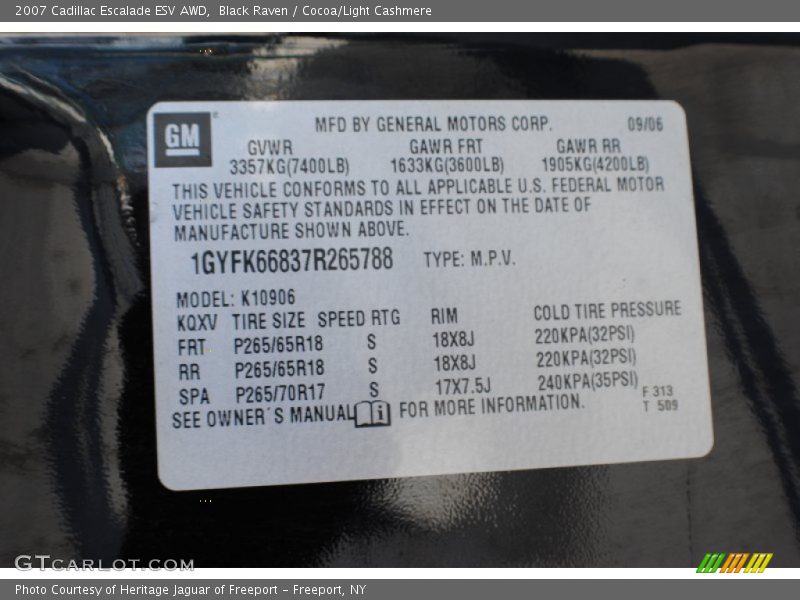 2007 Cadillac Escalade ESV AWD, Black Raven / Cocoa/Light Cashmere
GM
MFD BY GENERAL MOTORS CORP. 09/06
GVWR GAWR FRT GAWR RR
3357KG(7400LB) 1633KG(3600LB) 1905KG(4200LB)
THIS VEHICLE CONFORMS TO ALL APPLICABLE U.S. FEDERAL MOTOR
VEHICLE SAFETY STANDARDS IN EFFECT ON THE DATE OF
MANUFACTURE SHOWN ABOVE.
1GYFK66837R265788 TYPE: M.P.V.
MODEL: K10906
KQXV TIRE SIZE SPEED RTG RIM COLD TIRE PRESSURE
FRT P265/65R18 S 18X8J 220KPA(32PSI)
RR P265/65R18 S 18X8J 220KPA(32PSI)
SPA P265/70R17 S 17X7.5J 240KPA(35PSI)
SEE OWNER'S MANUAL FOR MORE INFORMATION.
F 313
T 509
GTCARLOT.COM
Photo Courtesy of Heritage Jaguar of Freeport – Freeport, NY